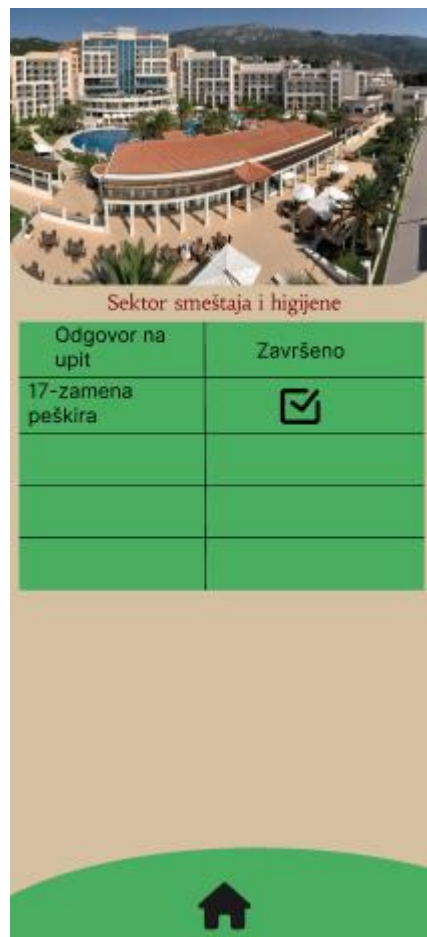 Sektor smeštaja i higijene
Odgovor na
upit
Završeno
17-zamena
peškira